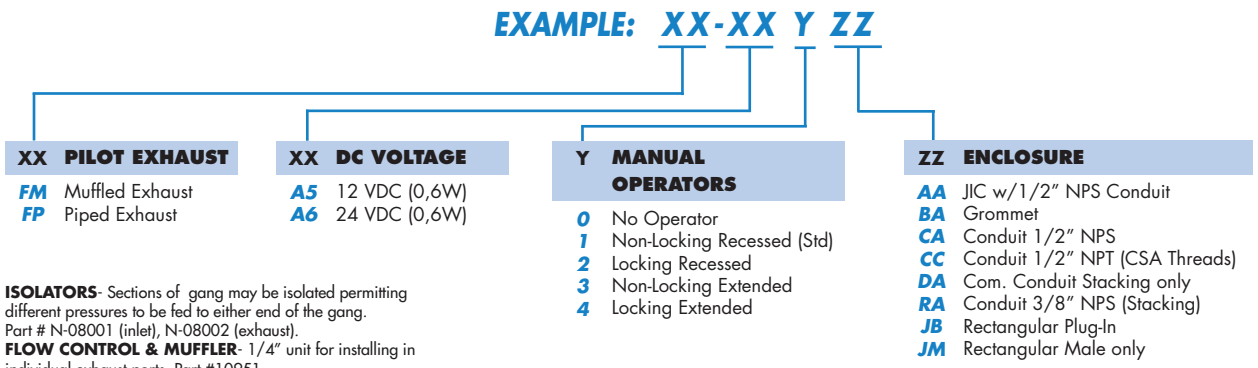 EXAMPLE: XX-XX Y ZZ
XX PILOT EXHAUST
FM Muffled Exhaust
FP Piped Exhaust
XX DC VOLTAGE
A5 12 VDC (0,6W)
A6 24 VDC (0,6W)
Y MANUAL
OPERATORS
0 No Operator
1 Non-Locking Recessed (Std)
2 Locking Recessed
3 Non-Locking Extended
4 Locking Extended
ZZ ENCLOSURE
AA JIC w/1/2" NPS Conduit
BA Grommet
CA Conduit 1/2" NPS
CC Conduit 1/2" NPT (CSA Threads)
DA Com. Conduit Stacking only
RA Conduit 3/8" NPS (Stacking)
JB Rectangular Plug-In
JM Rectangular Male only
ISOLATORS- Sections of gang may be isolated permitting
different pressures to be fed to either end of the gang.
Part # N-08001 (inlet), N-08002 (exhaust).
FLOW CONTROL & MUFFLER- 1/4" unit for installing in
individual exhaust ports. Part #10951